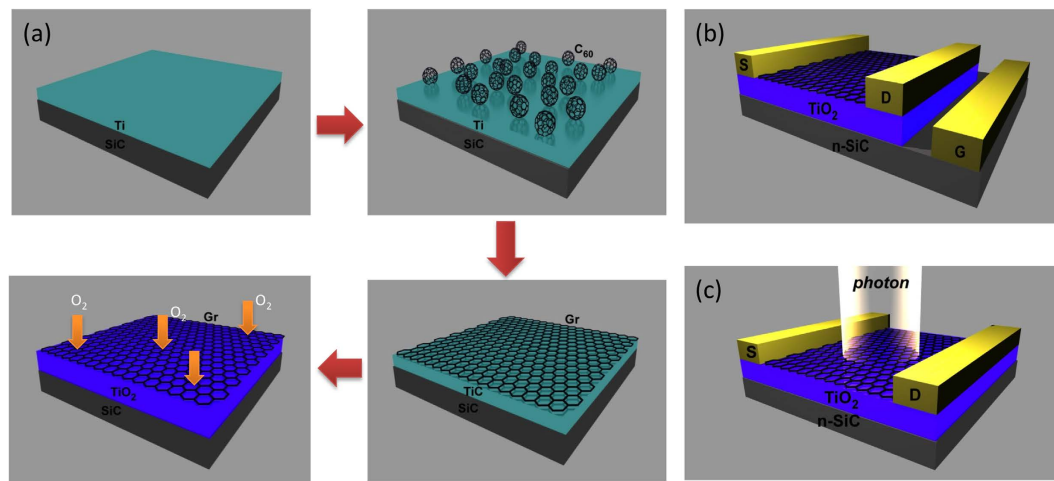 (a)
Ti
SiC
C60
Ti
SiC
(b)
S
D
TiO2
G
n-SiC
O2
O2
O2
Gr
TiO2
SiC
Gr
TiC
SiC
(c)
photon
S
D
TiO2
n-SiC